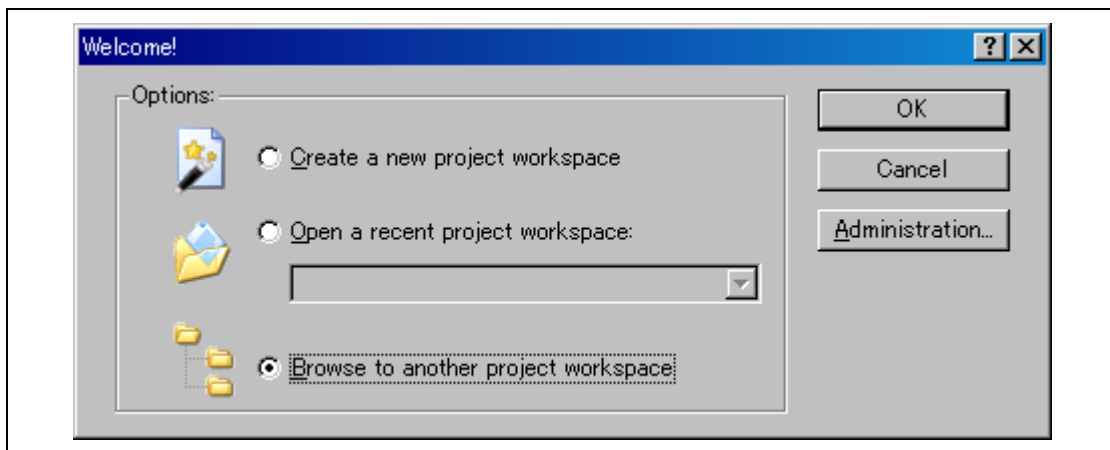 Welcome!
Options:
Create a new project workspace
Open a recent project workspace:
Browse to another project workspace
OK
Cancel
Administration...